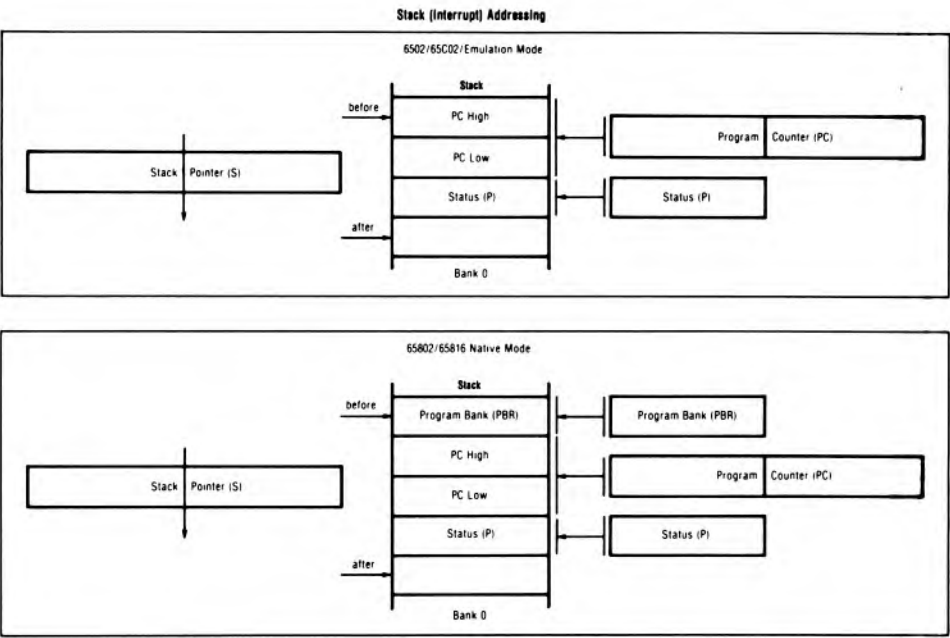 Stack (Interrupt) Addressing
6502/65C02/Emulation Mode
Stack
before
PC High
Program Counter (PC)
PC Low
Stack Pointer (S)
Status (P)
Status (P)
after
Bank 0
65802/65816 Native Mode
Stack
before
Program Bank (PBR)
Program Bank (PBR)
PC High
Program Counter (PC)
Stack Pointer (S)
PC Low
Status (P)
Status (P)
after
Bank 0